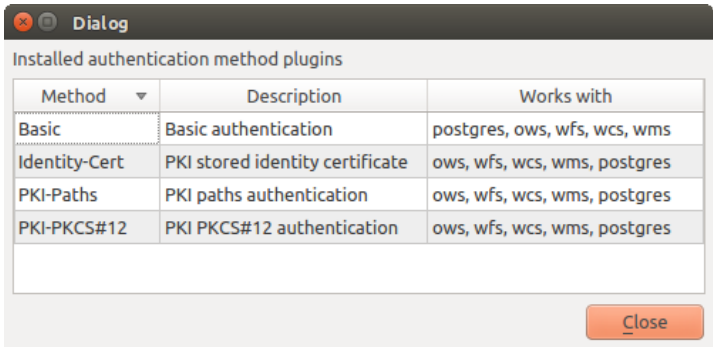 Dialog
Installed authentication method plugins
Method Description Works with
Basic Basic authentication postgres, ows, wfs, wcs, wms
Identity-Cert PKI stored identity certificate ows, wfs, wcs, wms, postgres
PKI-Paths PKI paths authentication ows, wfs, wcs, wms, postgres
PKI-PKCS#12 PKI PKCS#12 authentication ows, wfs, wcs, wms, postgres
Close